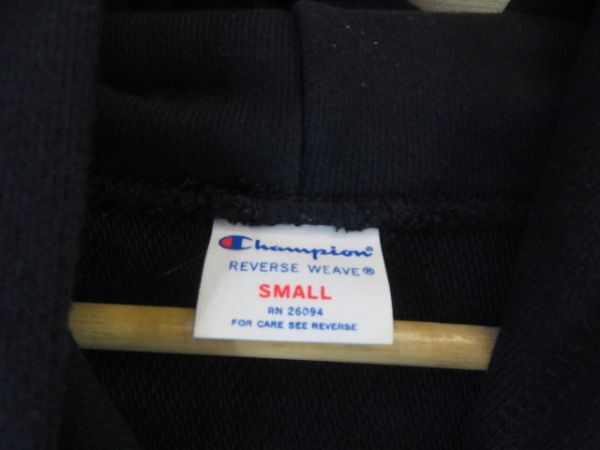 Champion®
REVERSE WEAVE®
SMALL
RN 26094
FOR CARE SEE REVERSE